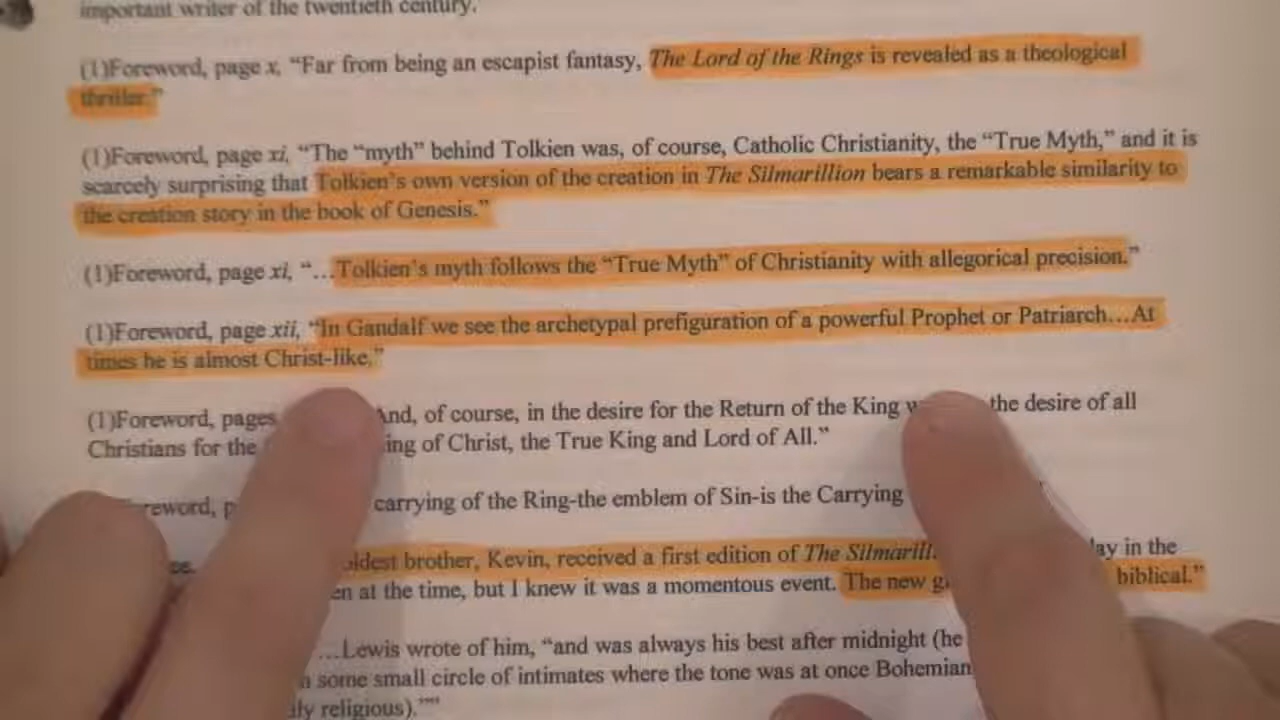 important writer of the twentieth century.
(1)Foreword, page x, “Far from being an escapist fantasy, The Lord of the Rings is revealed as a theological
thriller.”
(1)Foreword, page xi, “The “myth” behind Tolkien was, of course, Catholic Christianity, the “True Myth,” and it is
scarcely surprising that Tolkien’s own version of the creation in The Silmarillion bears a remarkable similarity to
the creation story in the book of Genesis.”
(1)Foreword, page xi, “…Tolkien’s myth follows the “True Myth” of Christianity with allegorical precision.”
(1)Foreword, page xii, “In Gandalf we see the archetypal prefiguration of a powerful Prophet or Patriarch…At
times he is almost Christ-like,”
(1)Foreword, pages And, of course, in the desire for the Return of the King the desire of all
Christians for the ing of Christ, the True King and Lord of All.”
reword, p carrying of the Ring-the emblem of Sin-is the Carrying
oldest brother, Kevin, received a first edition of The Silmarill ay in the
en at the time, but I knew it was a momentous event. The new g biblical.”
…Lewis wrote of him, “and was always his best after midnight (he
some small circle of intimates where the tone was at once Bohemian
ily religious).””